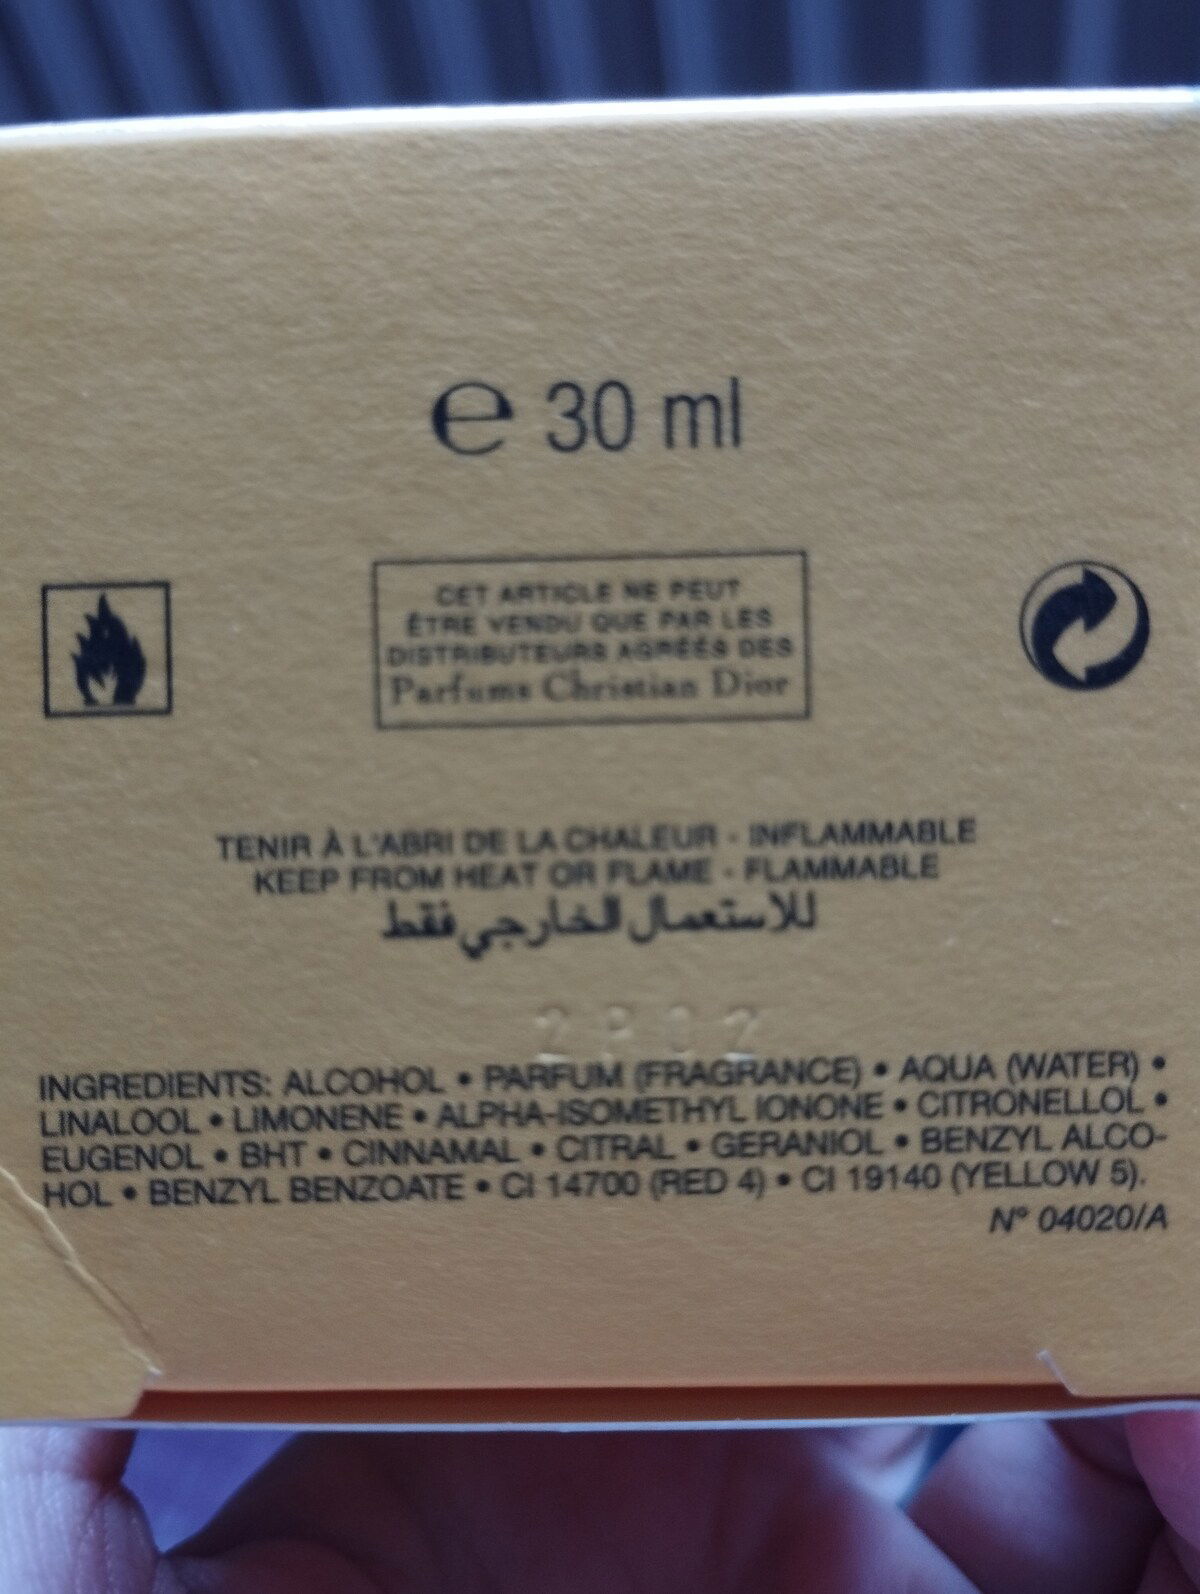 ℮ 30 ml
CET ARTICLE NE PEUT
ÊTRE VENDU QUE PAR LES
DISTRIBUTEURS AGRÉÉS DES
Parfums Christian Dior
TENIR À L'ABRI DE LA CHALEUR - INFLAMMABLE
KEEP FROM HEAT OR FLAME - FLAMMABLE
للاستعمال الخارجي فقط
2P02
INGREDIENTS: ALCOHOL • PARFUM (FRAGRANCE) • AQUA (WATER) •
LINALOOL • LIMONENE • ALPHA-ISOMETHYL IONONE • CITRONELLOL •
EUGENOL • BHT • CINNAMAL • CITRAL • GERANIOL • BENZYL ALCO-
HOL • BENZYL BENZOATE • CI 14700 (RED 4) • CI 19140 (YELLOW 5).
N° 04020/A